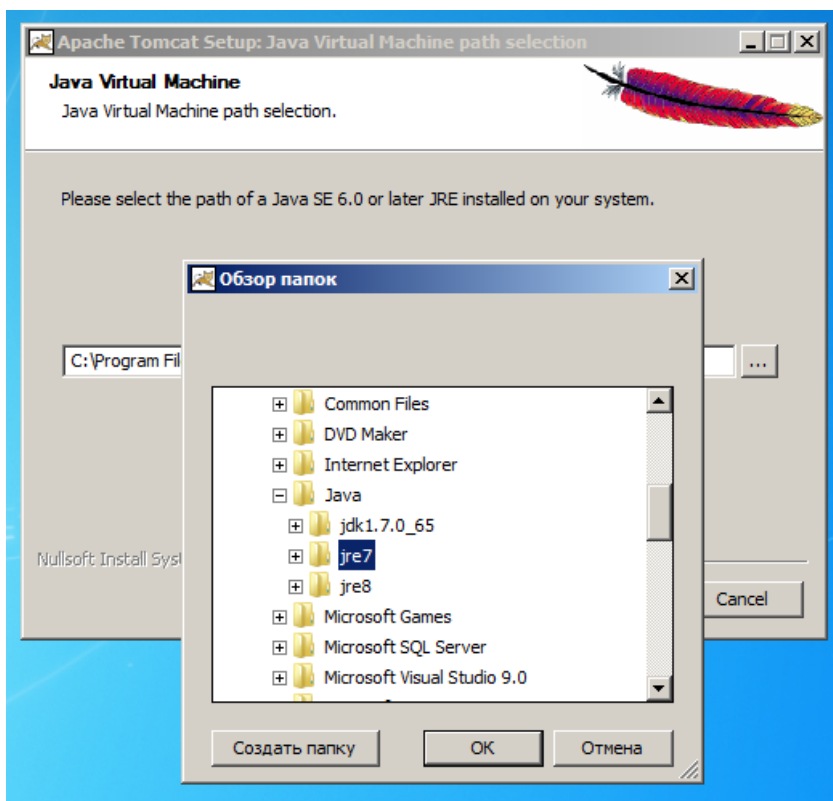 Apache Tomcat Setup: Java Virtual Machine path selection
Java Virtual Machine
Java Virtual Machine path selection.
Please select the path of a Java SE 6.0 or later JRE installed on your system.
Обзор папок
C:\Program Fil
...
Common Files
DVD Maker
Internet Explorer
Java
jdk1.7.0_65
jre7
jre8
Nullsoft Install Syst
Microsoft Games
Cancel
Microsoft SQL Server
Microsoft Visual Studio 9.0
Создать папку
OK
Отмена